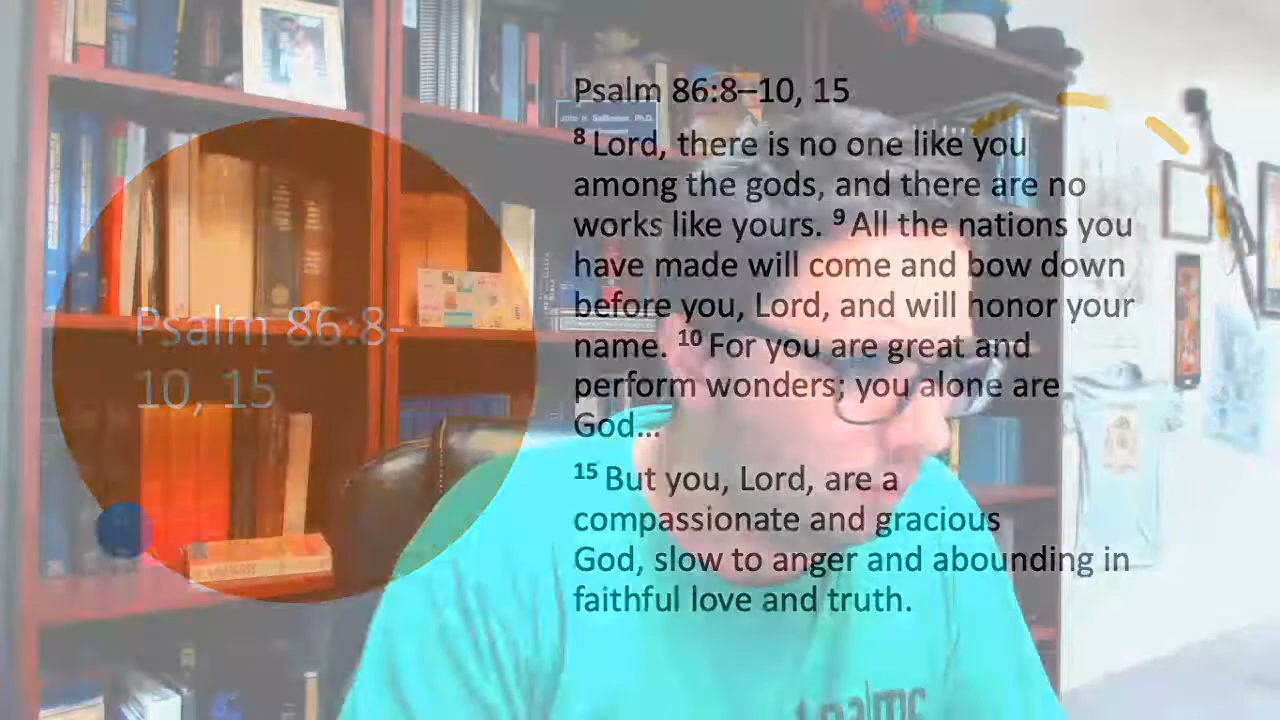 Psalm 86:8–10, 15
8 Lord, there is no one like you
among the gods, and there are no
works like yours. 9 All the nations you
have made will come and bow down
before you, Lord, and will honor your
name. 10 For you are great and
perform wonders; you alone are
God...
15 But you, Lord, are a
compassionate and gracious
God, slow to anger and abounding in
faithful love and truth.
Psalm 86:8-
10, 15